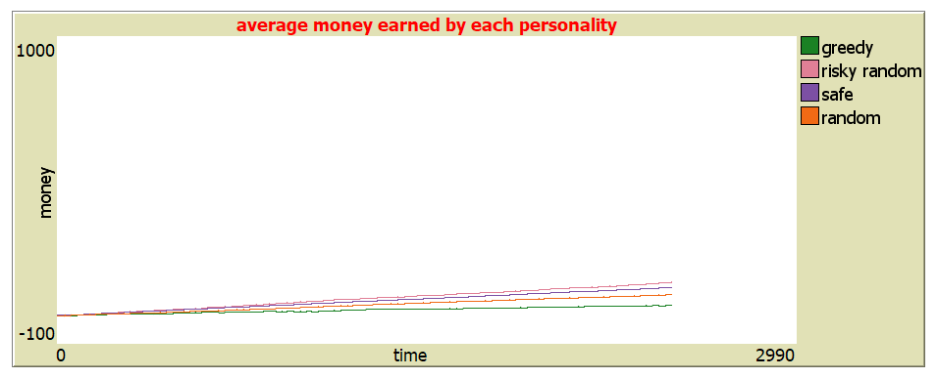 average money earned by each personality
1000
money
-100
0
time
2990
greedy
risky random
safe
random